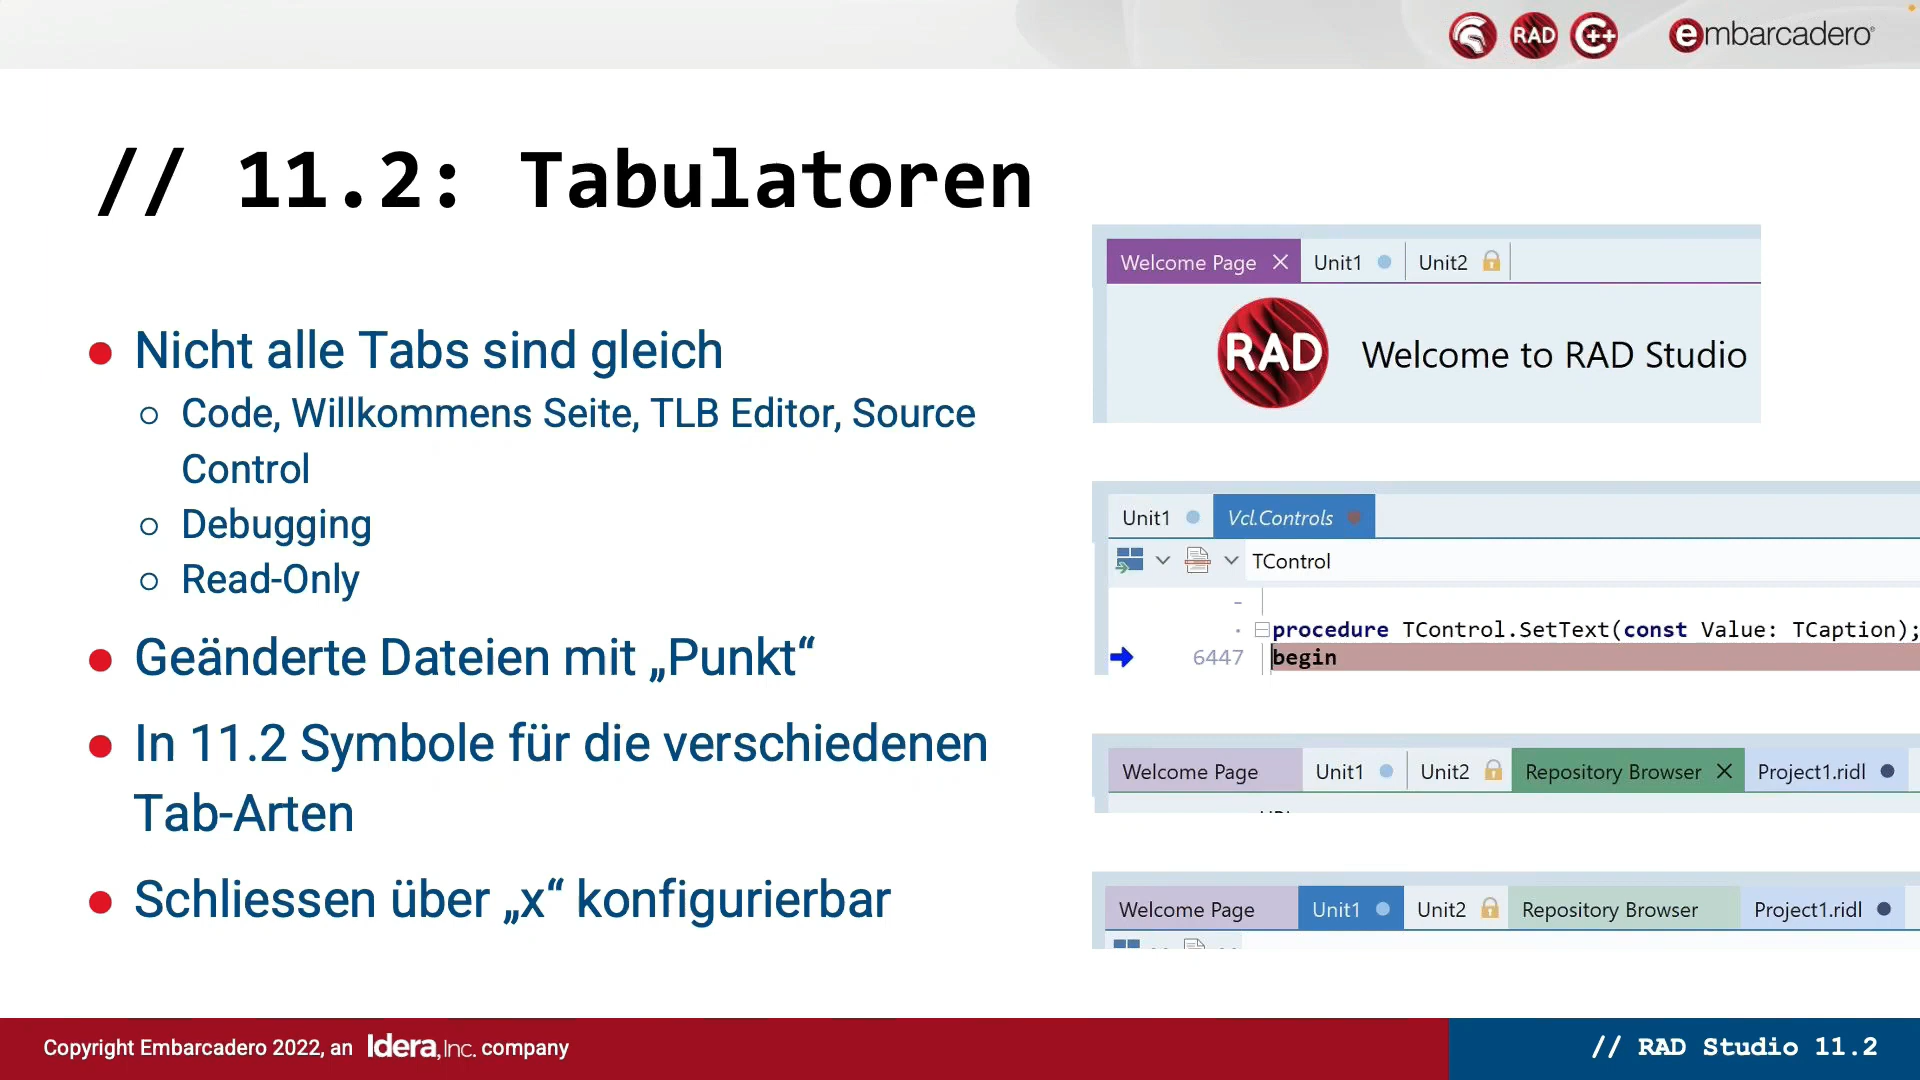 RAD
C++
embarcadero
// 11.2: Tabulatoren
Nicht alle Tabs sind gleich
Code, Willkommens Seite, TLB Editor, Source
Control
Debugging
Read-Only
Geänderte Dateien mit „Punkt“
In 11.2 Symbole für die verschiedenen
Tab-Arten
Schliessen über „x“ konfigurierbar
Welcome Page Unit1 Unit2
RAD Welcome to RAD Studio
Unit1 Vcl.Controls
TControl
procedure TControl.SetText(const Value: TCaption);
6447 begin
Welcome Page Unit1 Unit2 Repository Browser Project1.ridl
Welcome Page Unit1 Unit2 Repository Browser Project1.ridl
Copyright Embarcadero 2022, an Idera, Inc. company
// RAD Studio 11.2